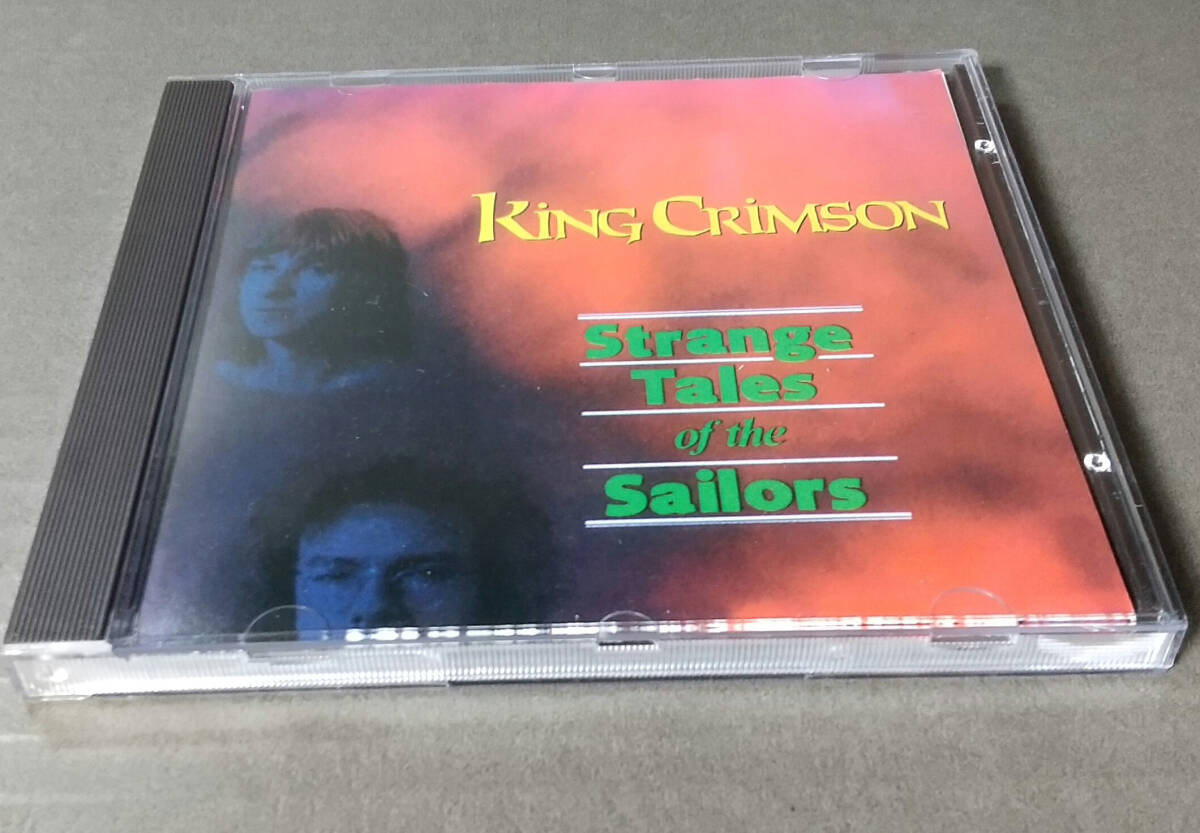 KiNG CRiMSON
Strange
Tales
of the
Sailors